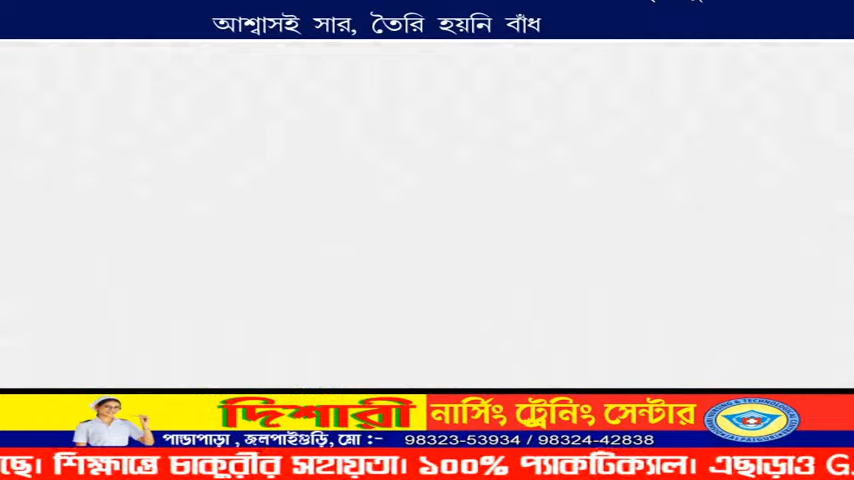 আশ্বাসই সার, তৈরি হয়নি বাঁধ
দিশারী নার্সিং ট্রেনিং সেন্টার
পান্ডাপাড়া, জলপাইগুড়ি, মো :- 98323-53934 / 98324-42838
ছে। শিক্ষান্তে চাকুরীর সহায়তা। ১০০% প্যাকটিক্যাল। এছাড়াও G.